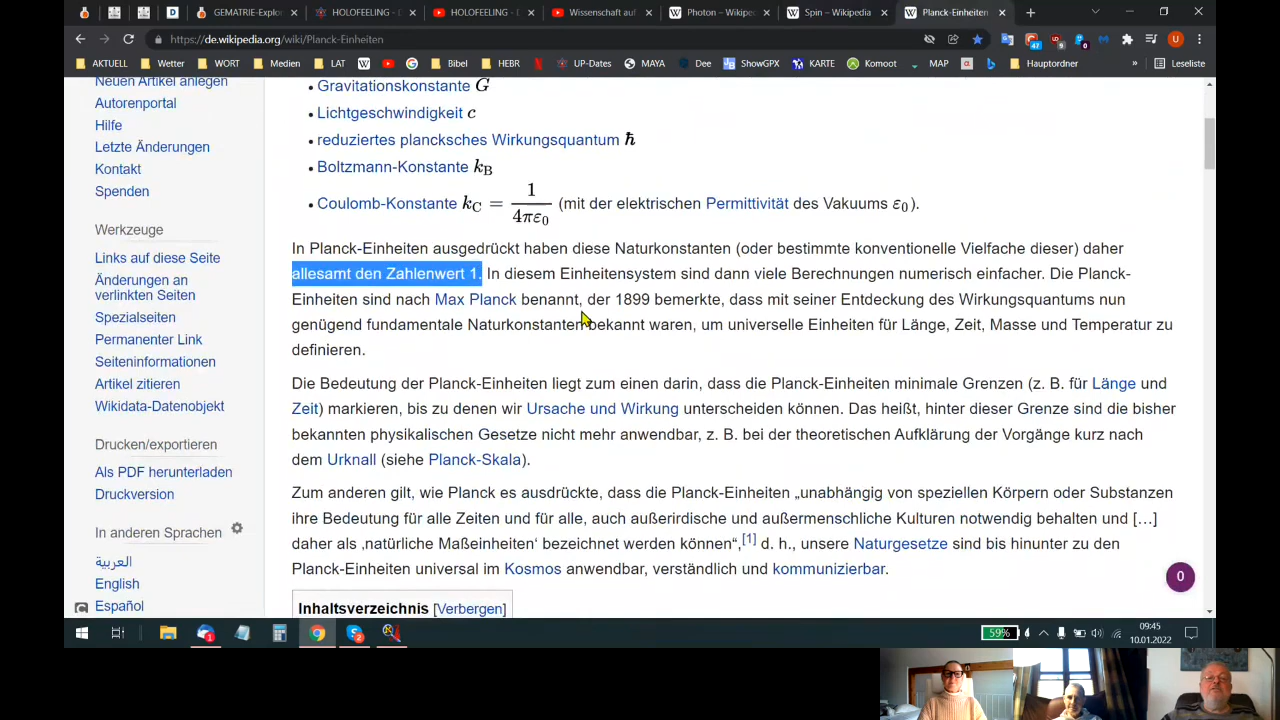 GEMATRIE-Explor
HOLOFEELING - D
HOLOFEELING - D
Wissenschaft auf
Photon – Wikiped
Spin – Wikipedia
Planck-Einheiten
https://de.wikipedia.org/wiki/Planck-Einheiten
AKTUELL Wetter WORT Medien LAT Bibel HEBR UP-Dates MAYA Dee ShowGPX KARTE Komoot MAP Hauptordner » Leseliste
Neuen Artikel anlegen
Autorenportal
Hilfe
Letzte Änderungen
Kontakt
Spenden
Werkzeuge
Links auf diese Seite
Änderungen an
verlinkten Seiten
Spezialseiten
Permanenter Link
Seiteninformationen
Artikel zitieren
Wikidata-Datenobjekt
Drucken/exportieren
Als PDF herunterladen
Druckversion
In anderen Sprachen
العربية
English
Español
• Gravitationskonstante G
• Lichtgeschwindigkeit c
• reduziertes plancksches Wirkungsquantum ħ
• Boltzmann-Konstante kB
• Coulomb-Konstante kC = 1/4πε0 (mit der elektrischen Permittivität des Vakuums ε0).
In Planck-Einheiten ausgedrückt haben diese Naturkonstanten (oder bestimmte konventionelle Vielfache dieser) daher
allesamt den Zahlenwert 1. In diesem Einheitensystem sind dann viele Berechnungen numerisch einfacher. Die Planck-
Einheiten sind nach Max Planck benannt, der 1899 bemerkte, dass mit seiner Entdeckung des Wirkungsquantums nun
genügend fundamentale Naturkonstanten bekannt waren, um universelle Einheiten für Länge, Zeit, Masse und Temperatur zu
definieren.
Die Bedeutung der Planck-Einheiten liegt zum einen darin, dass die Planck-Einheiten minimale Grenzen (z. B. für Länge und
Zeit) markieren, bis zu denen wir Ursache und Wirkung unterscheiden können. Das heißt, hinter dieser Grenze sind die bisher
bekannten physikalischen Gesetze nicht mehr anwendbar, z. B. bei der theoretischen Aufklärung der Vorgänge kurz nach
dem Urknall (siehe Planck-Skala).
Zum anderen gilt, wie Planck es ausdrückte, dass die Planck-Einheiten „unabhängig von speziellen Körpern oder Substanzen
ihre Bedeutung für alle Zeiten und für alle, auch außerirdische und außermenschliche Kulturen notwendig behalten und […]
daher als ‚natürliche Maßeinheiten‘ bezeichnet werden können“,[1] d. h., unsere Naturgesetze sind bis hinunter zu den
Planck-Einheiten universal im Kosmos anwendbar, verständlich und kommunizierbar.
Inhaltsverzeichnis [Verbergen]
0
59%
09:45
10.01.2022